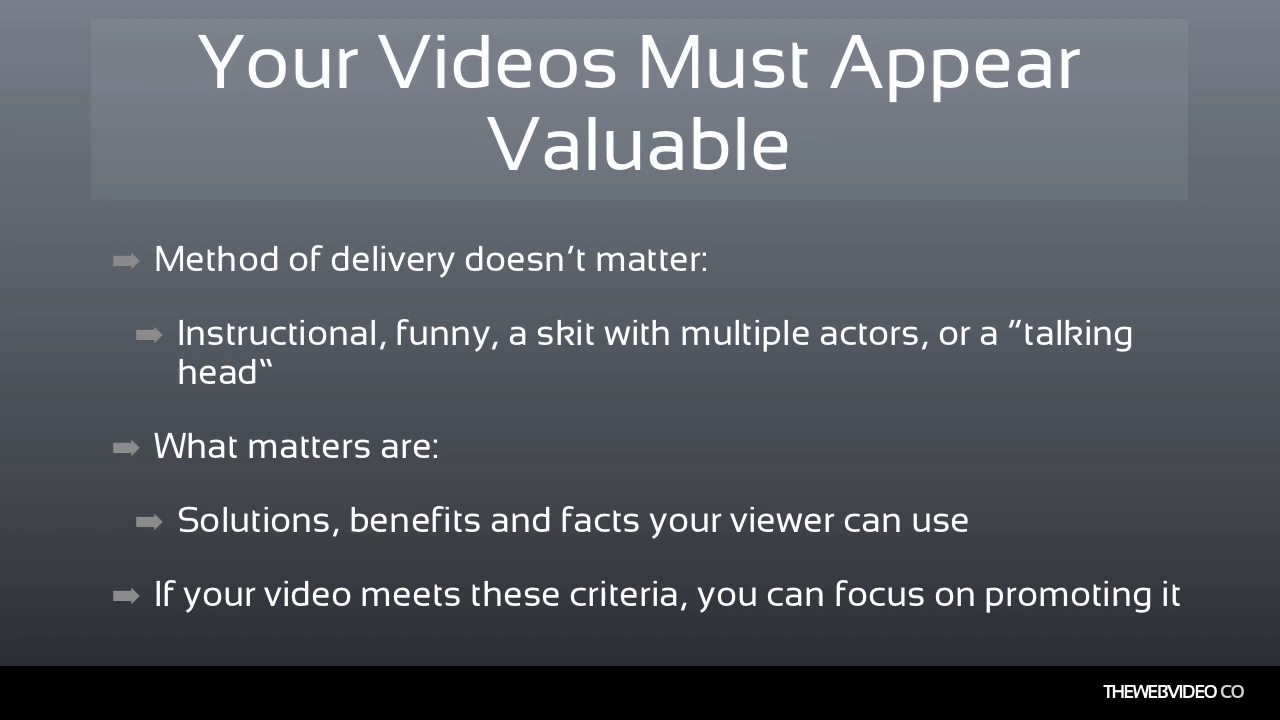 Your Videos Must Appear
Valuable
Method of delivery doesn’t matter:
Instructional, funny, a skit with multiple actors, or a “talking
head“
What matters are:
Solutions, benefits and facts your viewer can use
If your video meets these criteria, you can focus on promoting it
THEWEBVIDEO CO